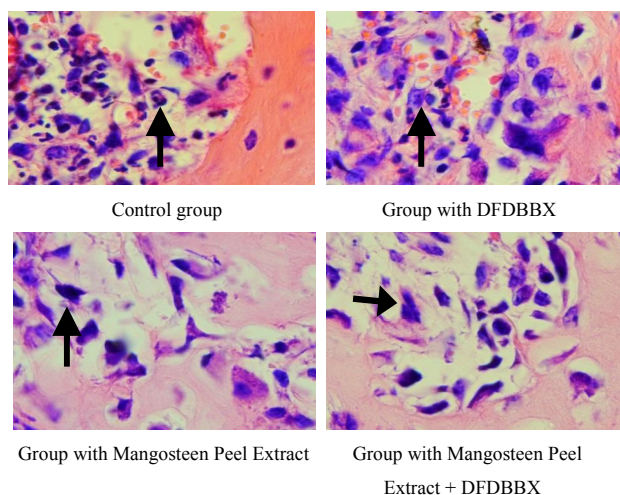 Control group
Group with DFDBBX
Group with Mangosteen Peel Extract
Group with Mangosteen Peel
Extract + DFDBBX